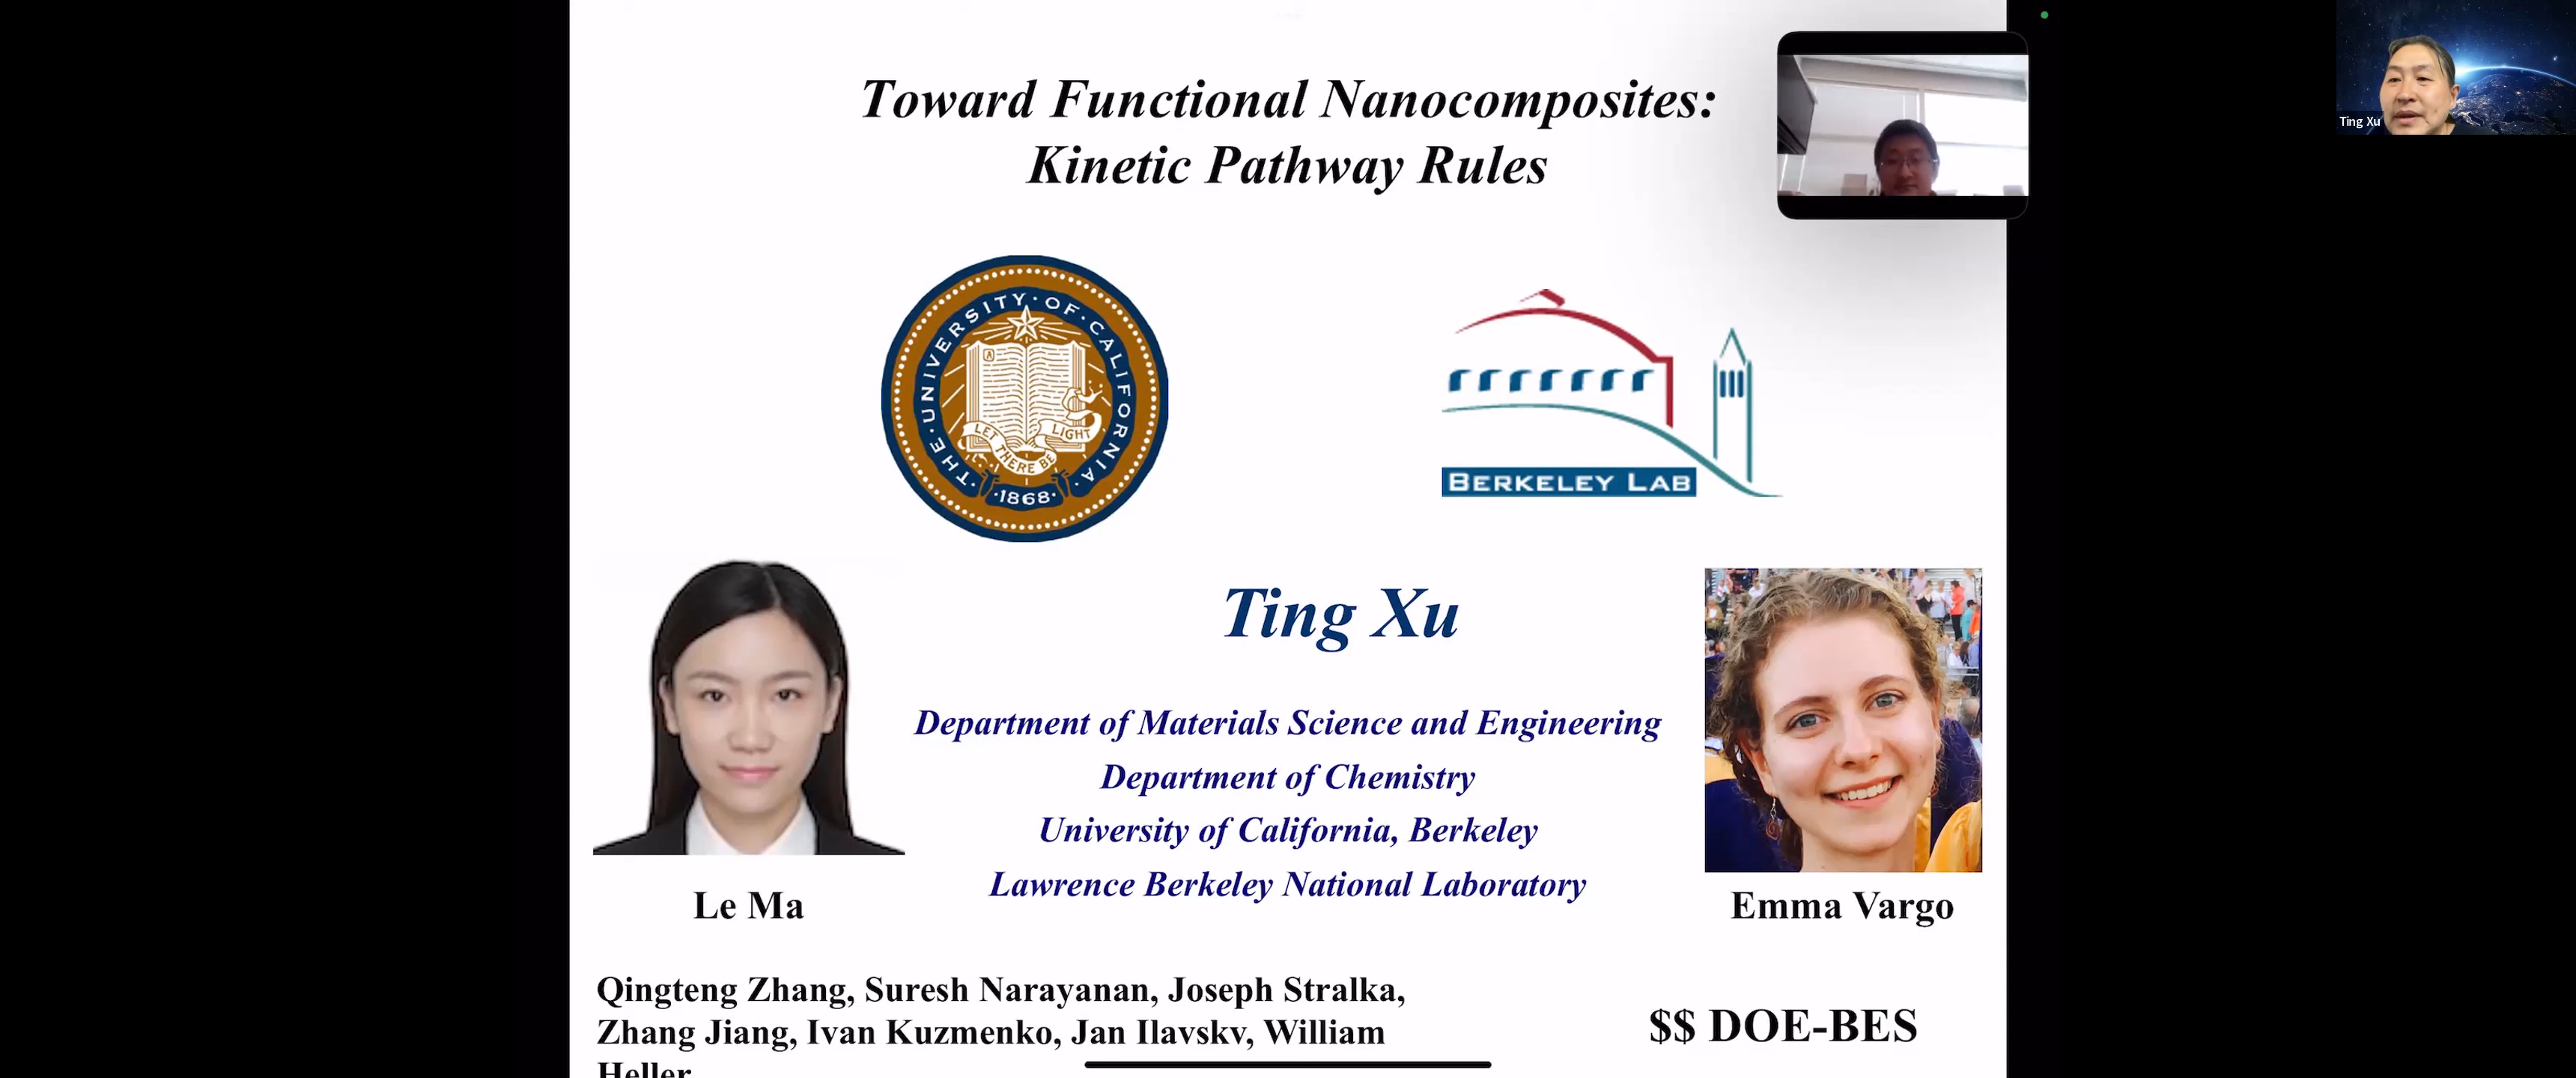 Toward Functional Nanocomposites:
Kinetic Pathway Rules
Ting Xu
THE·UNIVERSITY·OF·CALIFORNIA·
A
LET THERE BE LIGHT
·1868·
BERKELEY LAB
Ting Xu
Department of Materials Science and Engineering
Department of Chemistry
University of California, Berkeley
Lawrence Berkeley National Laboratory
Le Ma
Emma Vargo
Qingteng Zhang, Suresh Narayanan, Joseph Stralka,
Zhang Jiang, Ivan Kuzmenko, Jan Ilavskv, William
Heller
$$ DOE-BES